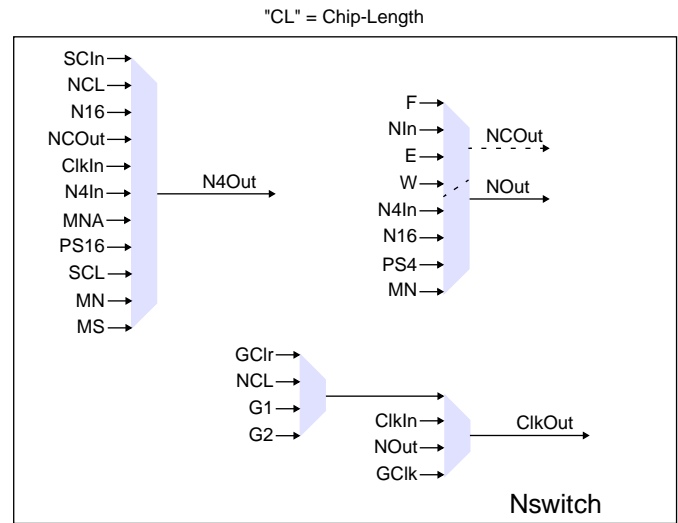 "CL" = Chip-Length
SCIn
NCL
N16
NCOut
ClkIn
N4In
MNA
PS16
SCL
MN
MS
N4Out
F
NIn
E
W
N4In
N16
PS4
MN
NCOut
NOut
GClr
NCL
G1
G2
ClkIn
NOut
GClk
ClkOut
Nswitch